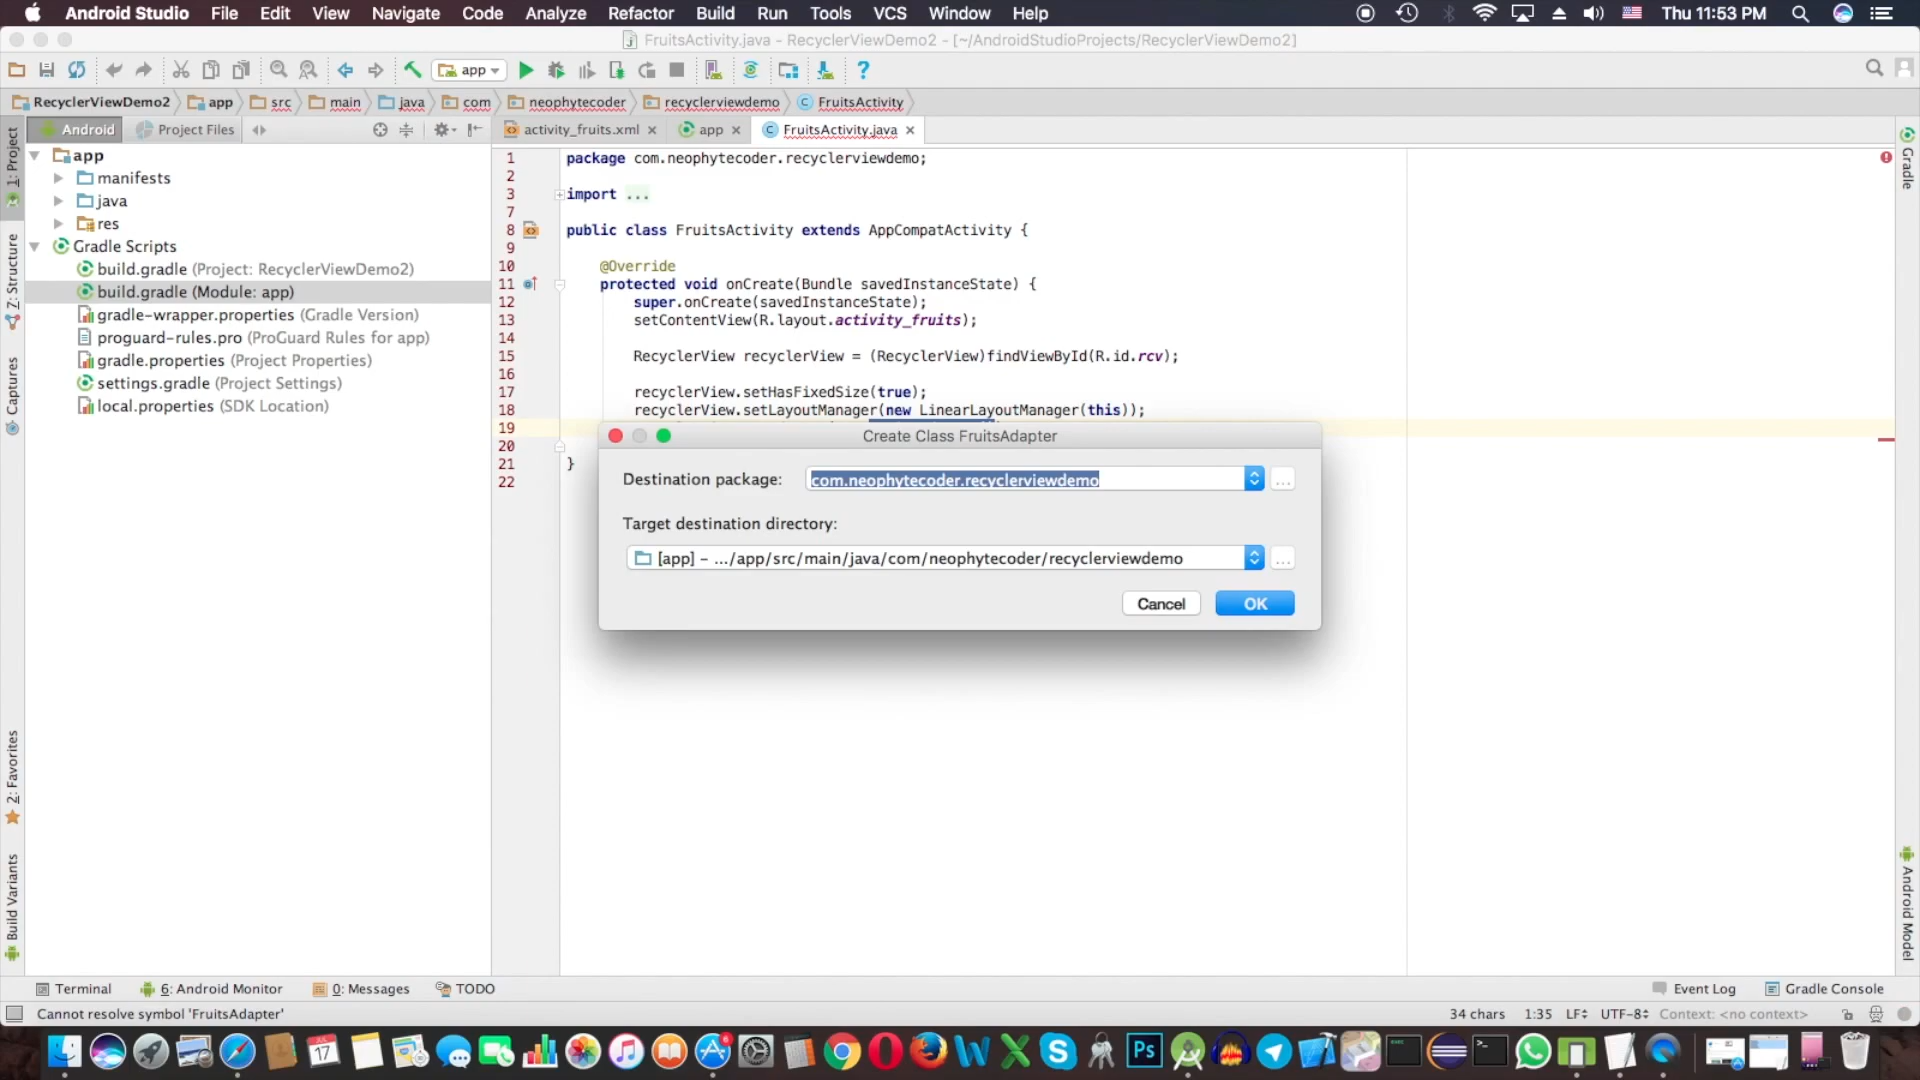 Android Studio File Edit View Navigate Code Analyze Refactor Build Run Tools VCS Window Help Thu 11:53 PM
FruitsActivity.java - RecyclerViewDemo2 - [~/AndroidStudioProjects/RecyclerViewDemo2]
app
RecyclerViewDemo2 app src main java com neophytecoder recyclerviewdemo FruitsActivity
Android Project Files activity_fruits.xml app FruitsActivity.java
1: Project
Z: Structure
Captures
2: Favorites
Build Variants
app
manifests
java
res
Gradle Scripts
build.gradle (Project: RecyclerViewDemo2)
build.gradle (Module: app)
gradle-wrapper.properties (Gradle Version)
proguard-rules.pro (ProGuard Rules for app)
gradle.properties (Project Properties)
settings.gradle (Project Settings)
local.properties (SDK Location)
1 package com.neophytecoder.recyclerviewdemo;
2
3 import ...
7
8 public class FruitsActivity extends AppCompatActivity {
9
10 @Override
11 protected void onCreate(Bundle savedInstanceState) {
12 super.onCreate(savedInstanceState);
13 setContentView(R.layout.activity_fruits);
14
15 RecyclerView recyclerView = (RecyclerView)findViewById(R.id.rcv);
16
17 recyclerView.setHasFixedSize(true);
18 recyclerView.setLayoutManager(new LinearLayoutManager(this));
19
20
21 }
22
Create Class FruitsAdapter
Destination package: com.neophytecoder.recyclerviewdemo ...
Target destination directory:
[app] – .../app/src/main/java/com/neophytecoder/recyclerviewdemo ...
Cancel OK
Gradle
Android Model
Terminal 6: Android Monitor 0: Messages TODO Event Log Gradle Console
Cannot resolve symbol 'FruitsAdapter' 34 chars 1:35 LF UTF-8 Context: <no context>
17
Ps